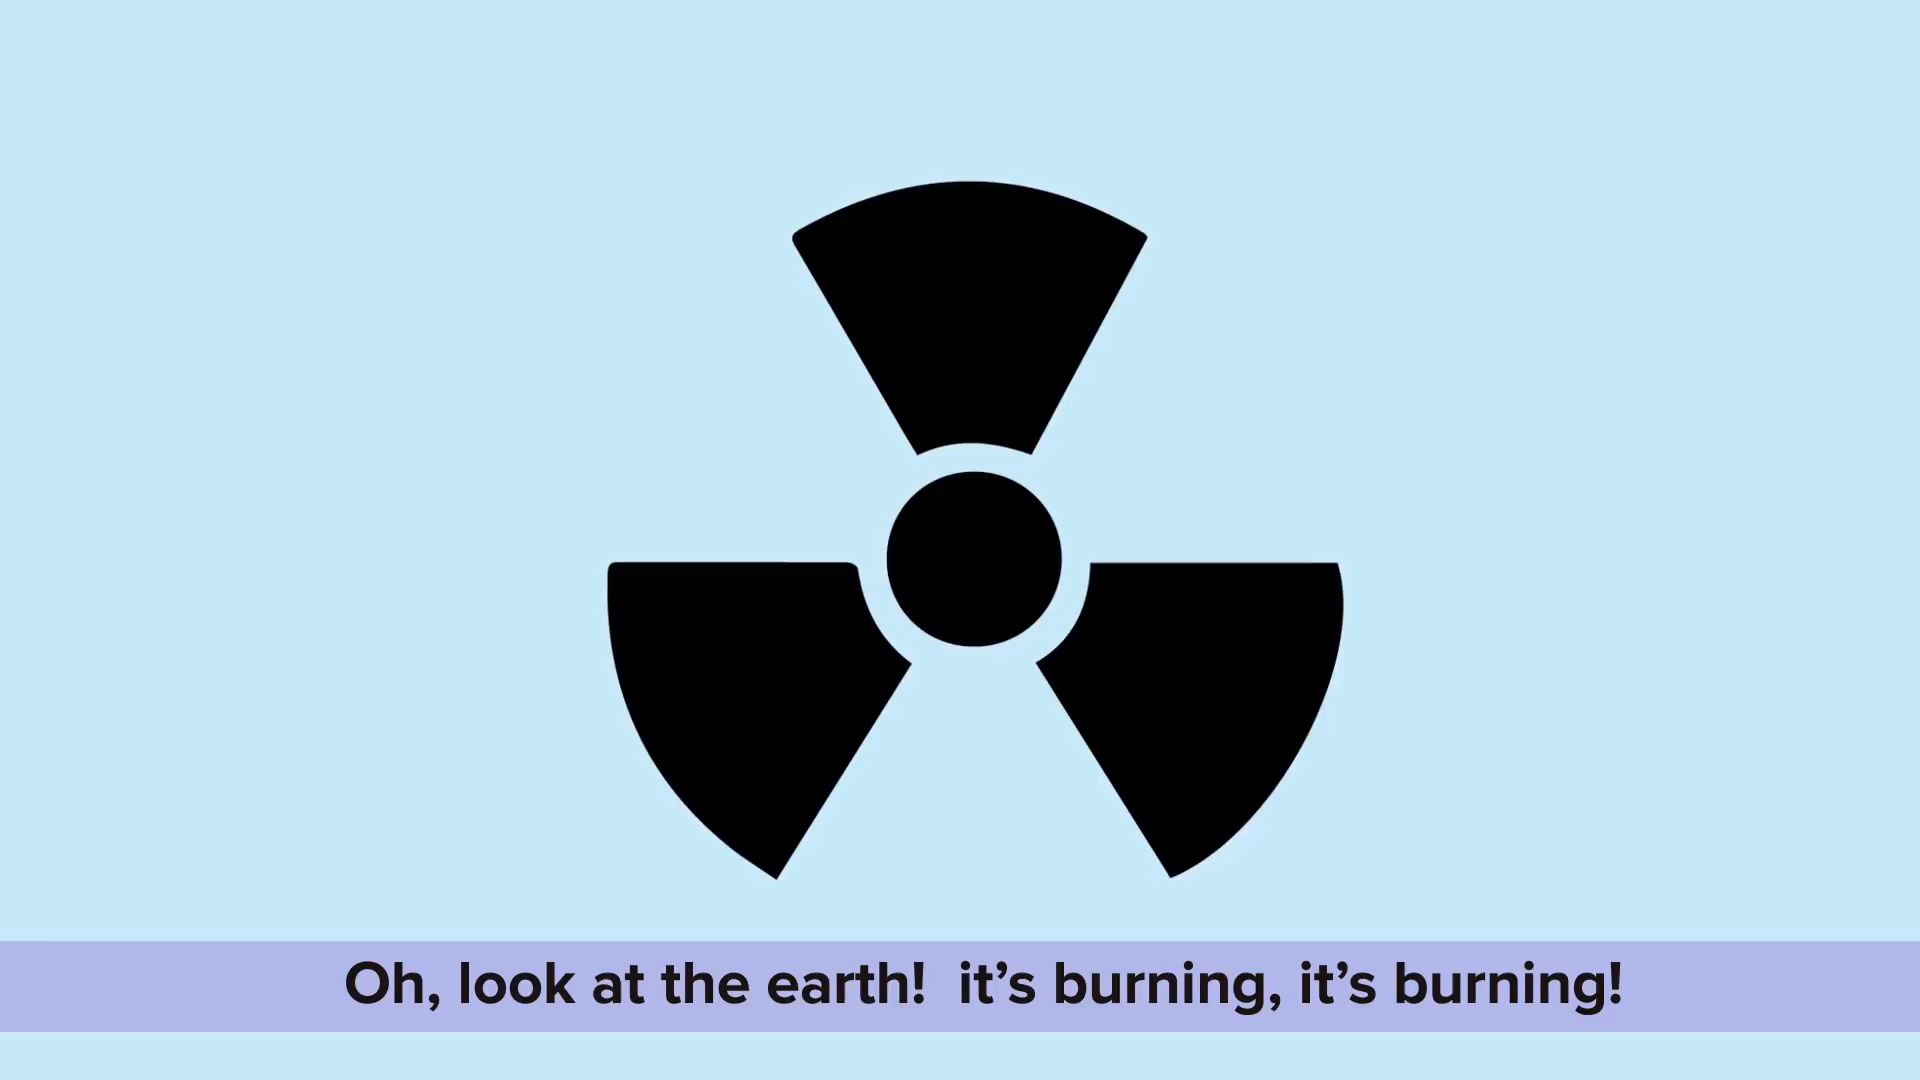 Oh, look at the earth!  it’s burning, it’s burning!